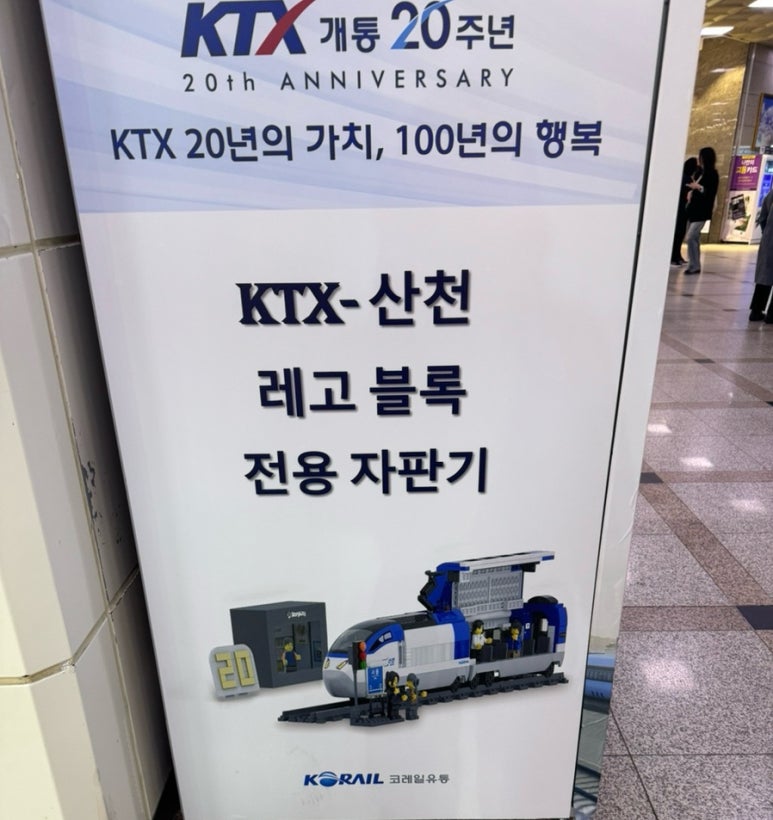 KTX 개통 20주년
20th ANNIVERSARY
KTX 20년의 가치, 100년의 행복
KTX-산천
레고 블록
전용 자판기
20
KORAIL 코레일유통